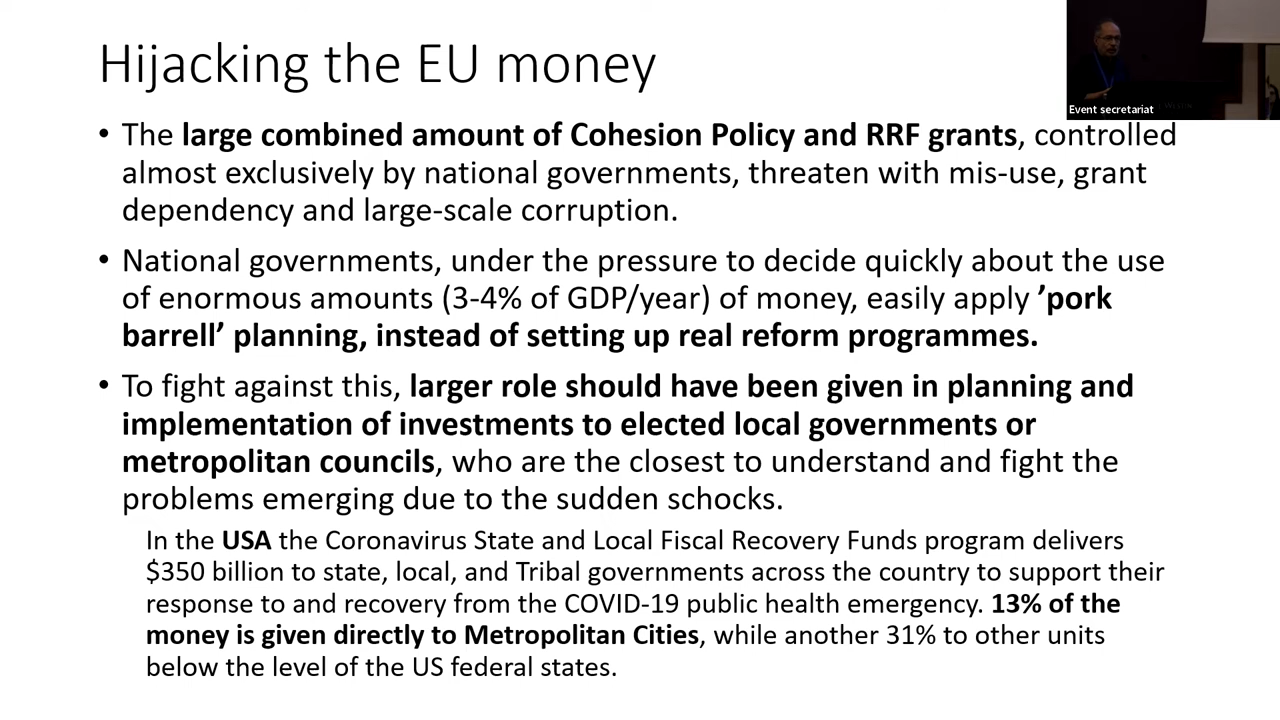 Hijacking the EU money
Event secretariat
• The large combined amount of Cohesion Policy and RRF grants, controlled
almost exclusively by national governments, threaten with mis-use, grant
dependency and large-scale corruption.
• National governments, under the pressure to decide quickly about the use
of enormous amounts (3-4% of GDP/year) of money, easily apply ’pork
barrell’ planning, instead of setting up real reform programmes.
• To fight against this, larger role should have been given in planning and
implementation of investments to elected local governments or
metropolitan councils, who are the closest to understand and fight the
problems emerging due to the sudden schocks.
In the USA the Coronavirus State and Local Fiscal Recovery Funds program delivers
$350 billion to state, local, and Tribal governments across the country to support their
response to and recovery from the COVID-19 public health emergency. 13% of the
money is given directly to Metropolitan Cities, while another 31% to other units
below the level of the US federal states.